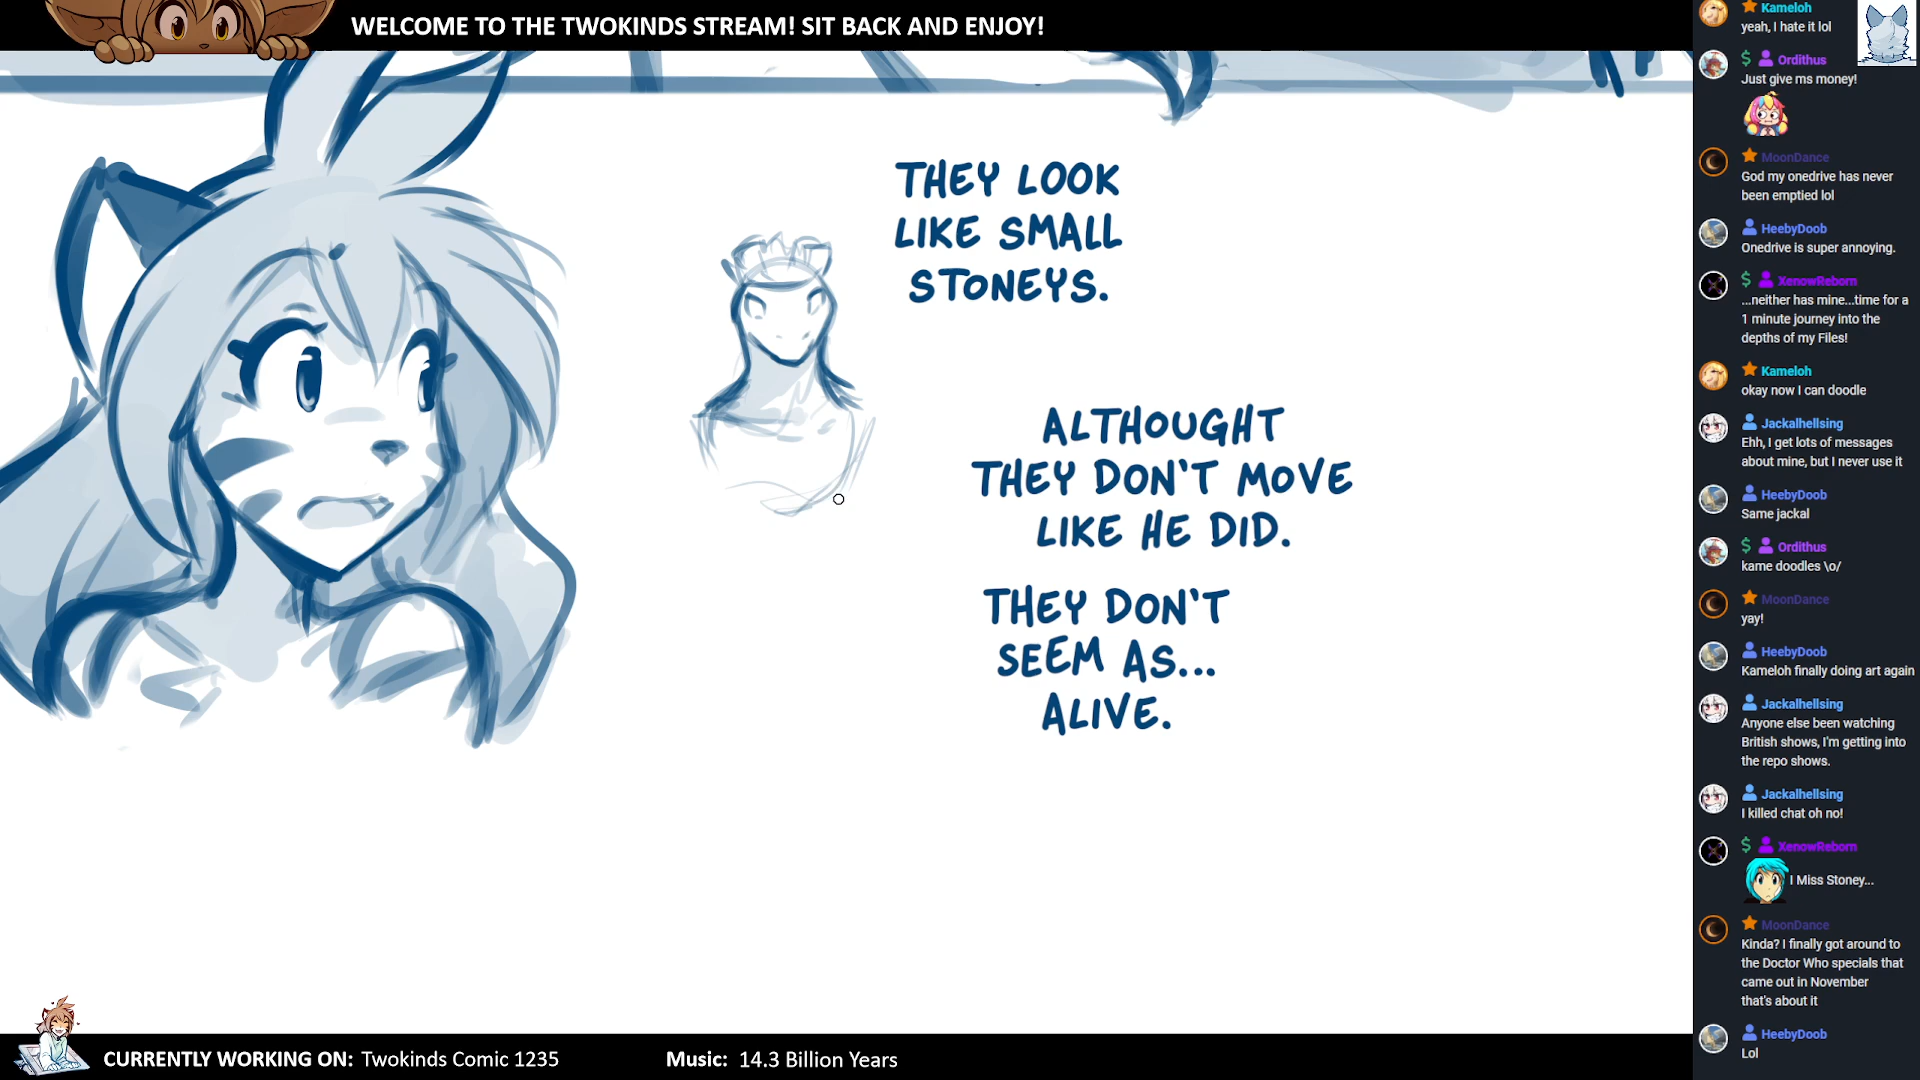 WELCOME TO THE TWOKINDS STREAM! SIT BACK AND ENJOY!
THEY LOOK
LIKE SMALL
STONEYS.
ALTHOUGHT
THEY DON'T MOVE
LIKE HE DID.
THEY DON'T
SEEM AS...
ALIVE.
CURRENTLY WORKING ON: Twokinds Comic 1235
Music: 14.3 Billion Years
Kameloh
yeah, I hate it lol
$ Ordithus
Just give ms money!
MoonDance
God my onedrive has never
been emptied lol
HeebyDoob
Onedrive is super annoying.
$ XenowReborn
...neither has mine...time for a
1 minute journey into the
depths of my Files!
Kameloh
okay now I can doodle
Jackalhellsing
Ehh, I get lots of messages
about mine, but I never use it
HeebyDoob
Same jackal
$ Ordithus
kame doodles \o/
MoonDance
yay!
HeebyDoob
Kameloh finally doing art again
Jackalhellsing
Anyone else been watching
British shows, I'm getting into
the repo shows.
Jackalhellsing
I killed chat oh no!
$ XenowReborn
I Miss Stoney...
MoonDance
Kinda? I finally got around to
the Doctor Who specials that
came out in November
that's about it
HeebyDoob
Lol